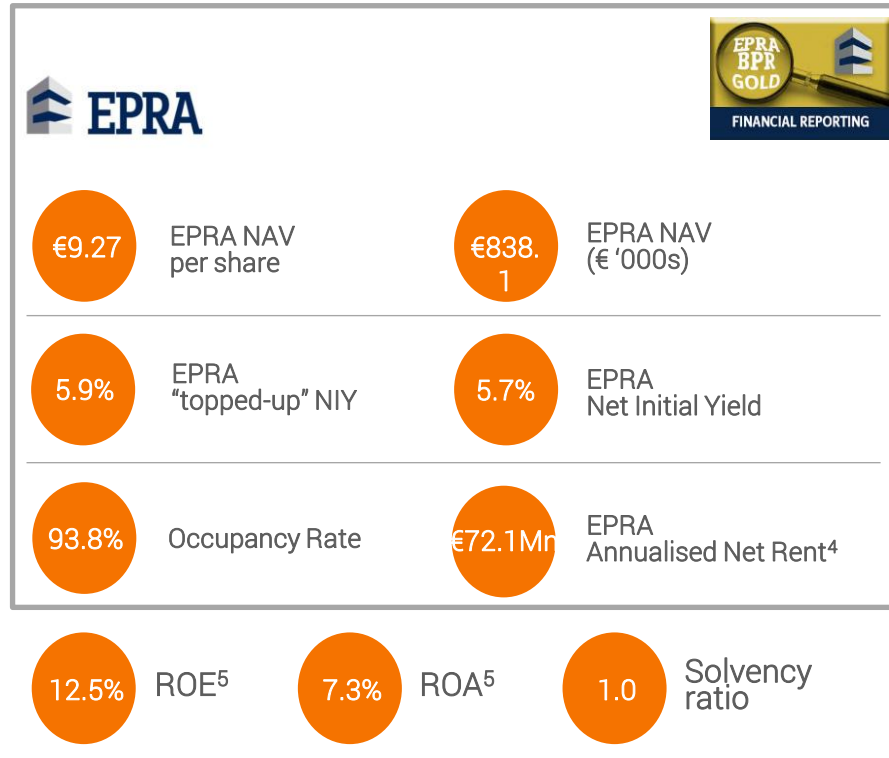 EPRA
BPR
GOLD
FINANCIAL REPORTING
EPRA
€9.27
EPRA NAV
per share
€838.
1
EPRA NAV
(€ ‘000s)
5.9%
EPRA
“topped-up” NIY
5.7%
EPRA
Net Initial Yield
93.8%
Occupancy Rate
€72.1Mn
EPRA
Annualised Net Rent⁴
12.5%
ROE⁵
7.3%
ROA⁵
1.0
Solvency
ratio